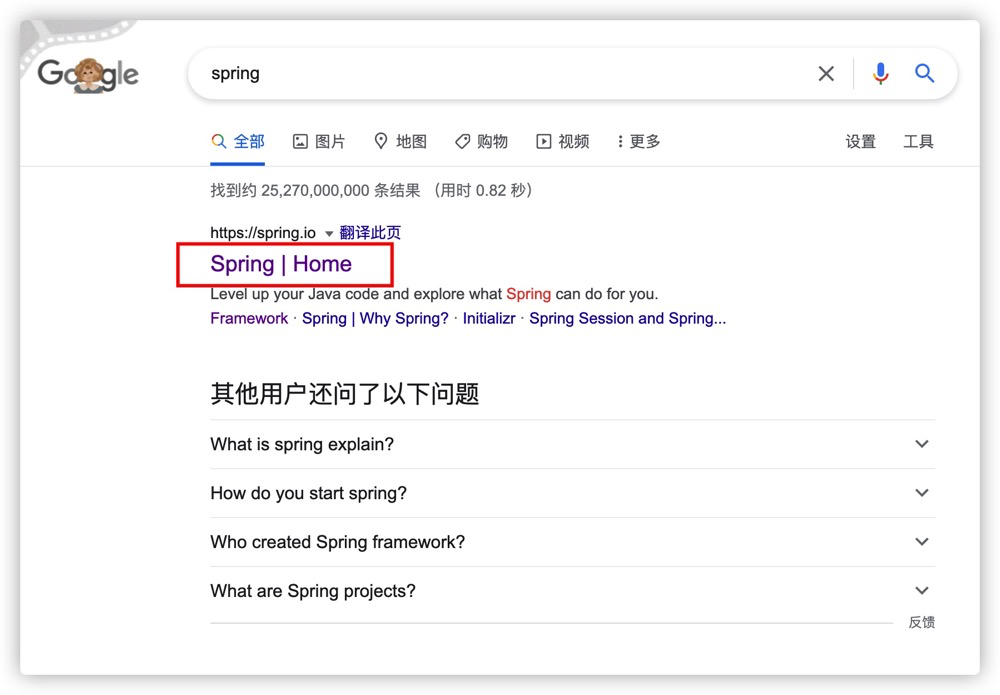 Google
spring
全部 图片 地图 购物 视频 更多 设置 工具
找到约 25,270,000,000 条结果 （用时 0.82 秒）
https://spring.io 翻译此页
Spring | Home
Level up your Java code and explore what Spring can do for you.
Framework · Spring | Why Spring? · Initializr · Spring Session and Spring...
其他用户还问了以下问题
What is spring explain?
How do you start spring?
Who created Spring framework?
What are Spring projects?
反馈